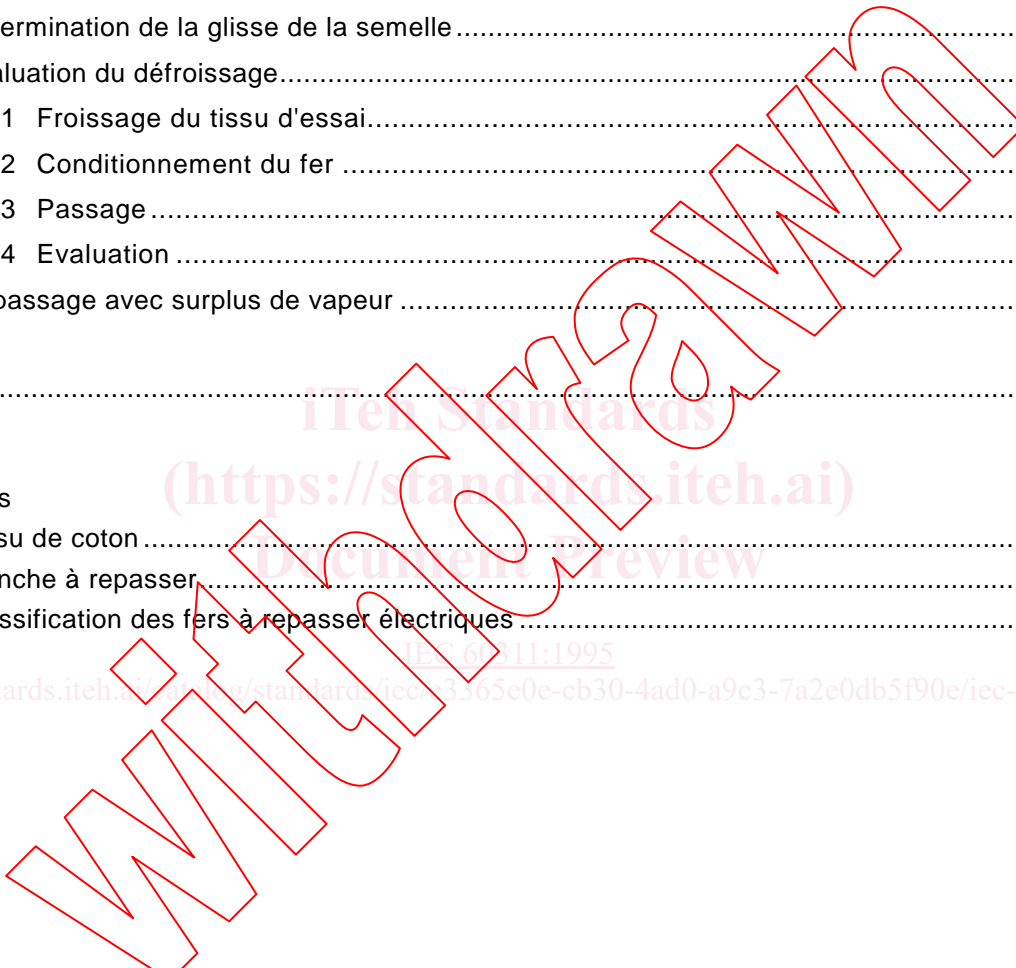 termination de la glisse de la semelle
aluation du défroissage
1 Froissage du tissu d'essai
2 Conditionnement du fer
3 Passage
4 Evaluation
passage avec surplus de vapeur
iTeh Standards
(https://standards.iteh.ai)
s
su de coton
Document Preview
nche à repasser
ssification des fers à repasser électriques
IEC 60311:1995
dards.iteh.ai/catalog/standards/iec/e3365e0e-cb30-4ad0-a9c3-7a2e0db5f90e/iec-
withdrawn